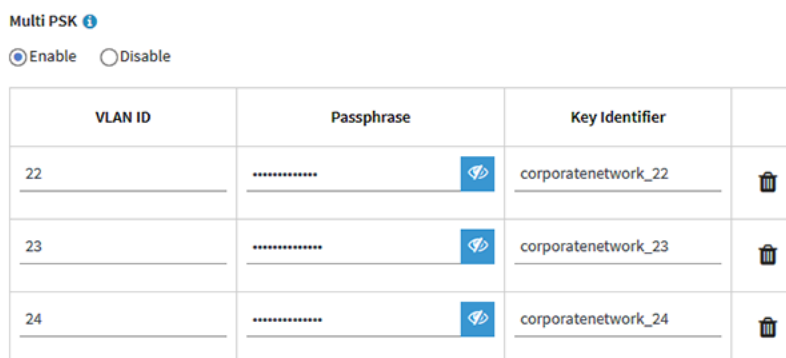 Multi PSK
Enable Disable
VLAN ID Passphrase Key Identifier
22 ••••••••••••• corporatenetwork_22
23 •••••••••••••• corporatenetwork_23
24 •••••••••••••• corporatenetwork_24